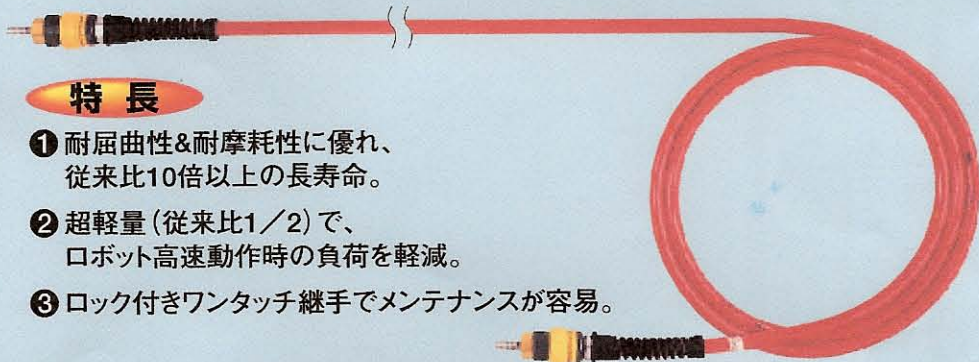 特長
❶耐屈曲性&耐摩耗性に優れ、
従来比10倍以上の長寿命。
❷超軽量(従来比1/2)で、
ロボット高速動作時の負荷を軽減。
❸ロック付きワンタッチ継手でメンテナンスが容易。